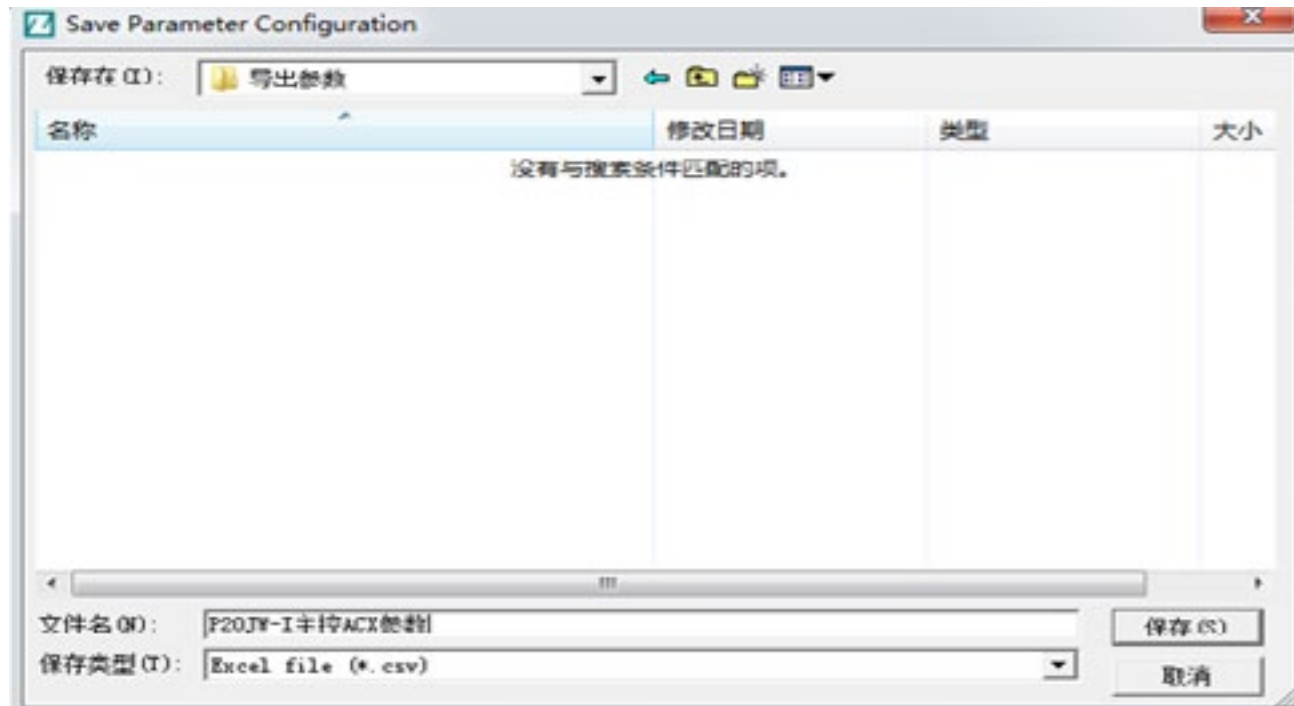 Save Parameter Configuration
保存在(I): 导出参数
名称 修改日期 类型 大小
没有与搜索条件匹配的项。
文件名(N): P20JW-I主控ACX参数 保存(S)
保存类型(T): Excel file (*.csv) 取消